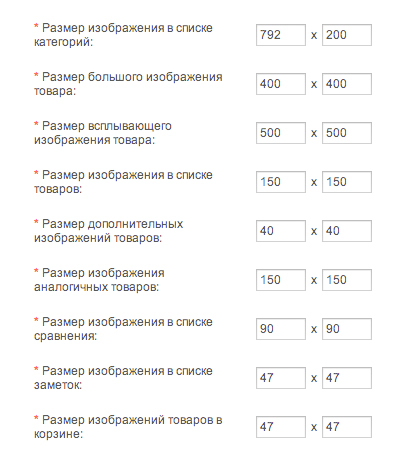 * Размер изображения в списке
категорий:
792 x 200
* Размер большого изображения
товара:
400 x 400
* Размер всплывающего
изображения товара:
500 x 500
* Размер изображения в списке
товаров:
150 x 150
* Размер дополнительных
изображений товаров:
40 x 40
* Размер изображения
аналогичных товаров:
150 x 150
* Размер изображения в списке
сравнения:
90 x 90
* Размер изображения в списке
заметок:
47 x 47
* Размер изображений товаров в
корзине:
47 x 47